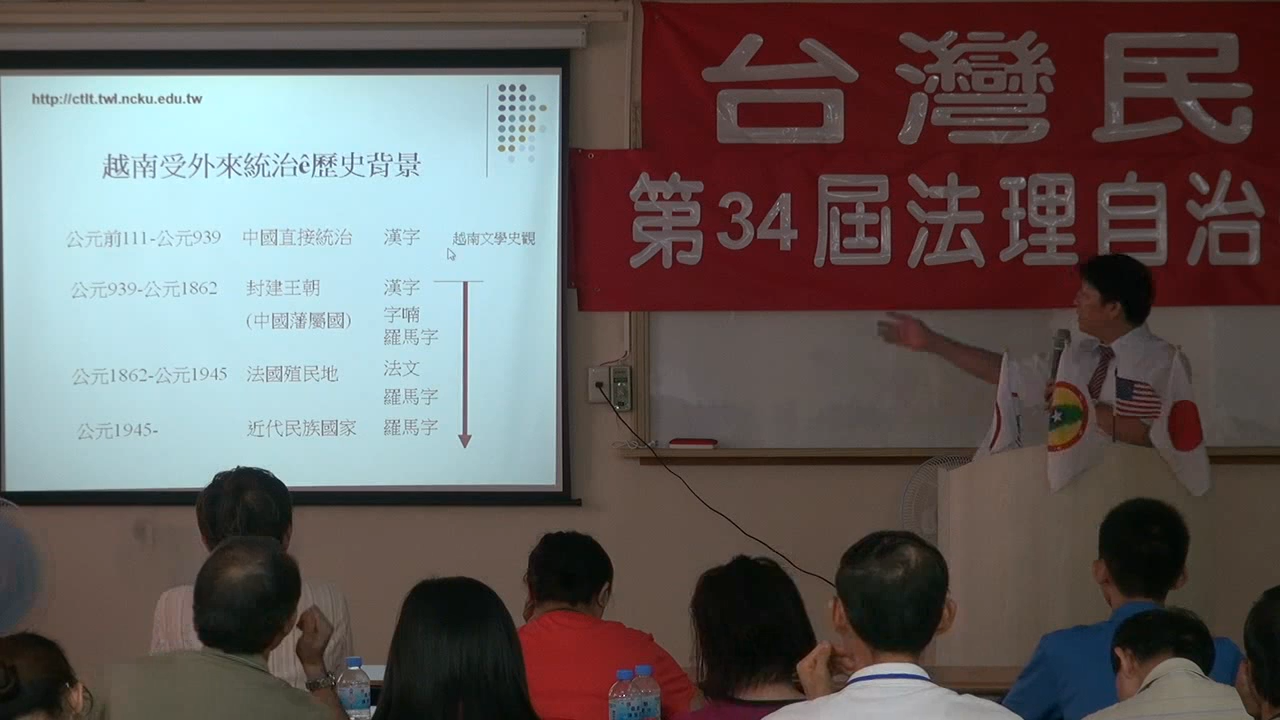 http://ctlt.twl.ncku.edu.tw
越南受外來統治ê歷史背景
公元前111-公元939 中國直接統治 漢字 越南文學史觀
公元939-公元1862 封建王朝 漢字
(中國藩屬國) 字喃
羅馬字
公元1862-公元1945 法國殖民地 法文
羅馬字
公元1945- 近代民族國家 羅馬字
台灣民
第34屆法理自治